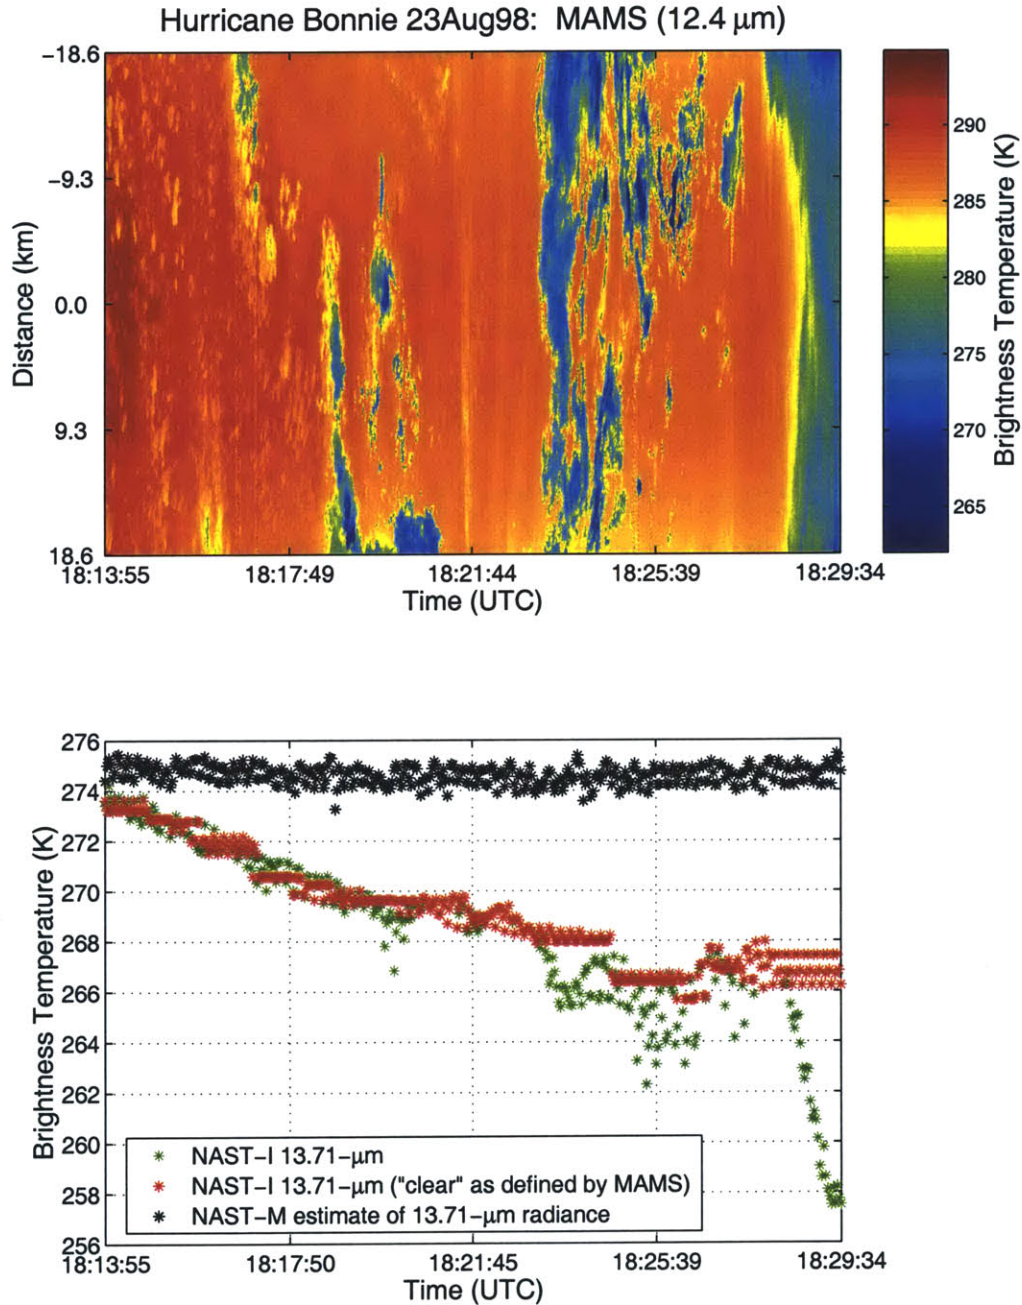 Hurricane Bonnie 23Aug98: MAMS (12.4 µm)
−18.6
−9.3
0.0
9.3
18.6
Distance (km)
18:13:55 18:17:49 18:21:44 18:25:39 18:29:34
Time (UTC)
290
285
280
275
270
265
Brightness Temperature (K)
276
274
272
270
268
266
264
262
260
258
256
Brightness Temperature (K)
NAST−I 13.71−µm
NAST−I 13.71−µm ("clear" as defined by MAMS)
NAST−M estimate of 13.71−µm radiance
18:13:55 18:17:50 18:21:45 18:25:39 18:29:34
Time (UTC)